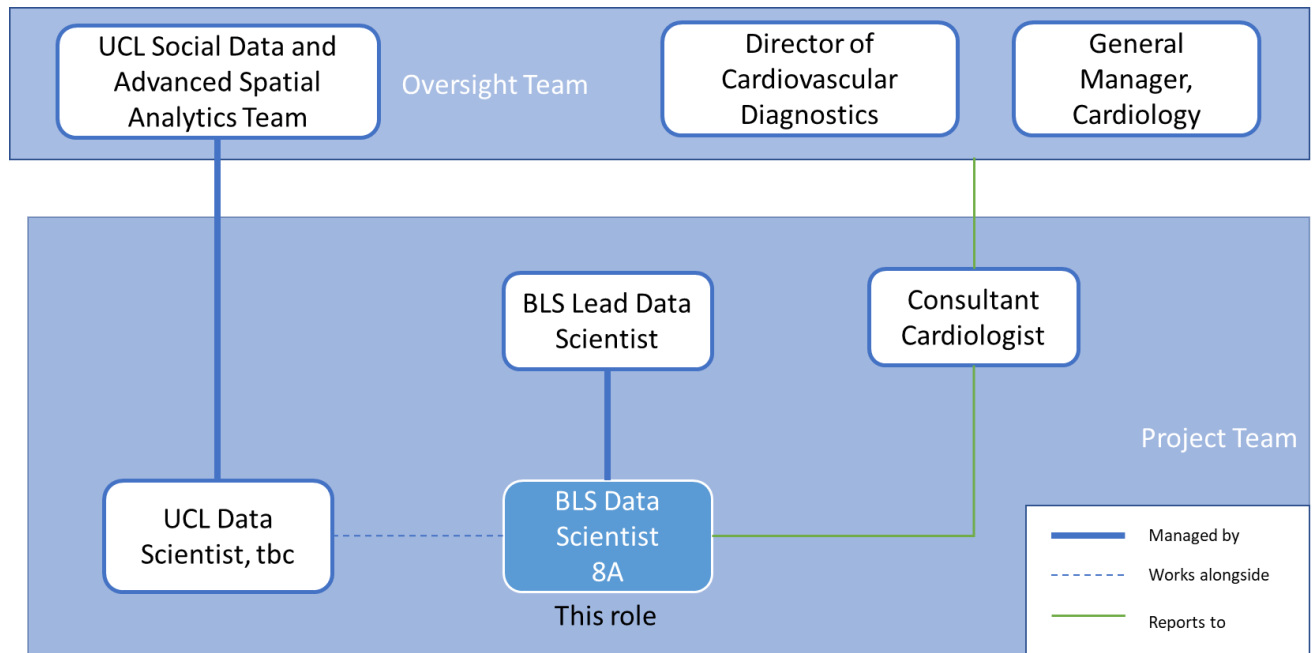 UCL Social Data and
Advanced Spatial
Analytics Team
Oversight Team
Director of
Cardiovascular
Diagnostics
General
Manager,
Cardiology
BLS Lead Data
Scientist
Consultant
Cardiologist
Project Team
UCL Data
Scientist, tbc
BLS Data
Scientist
8A
This role
Managed by
Works alongside
Reports to